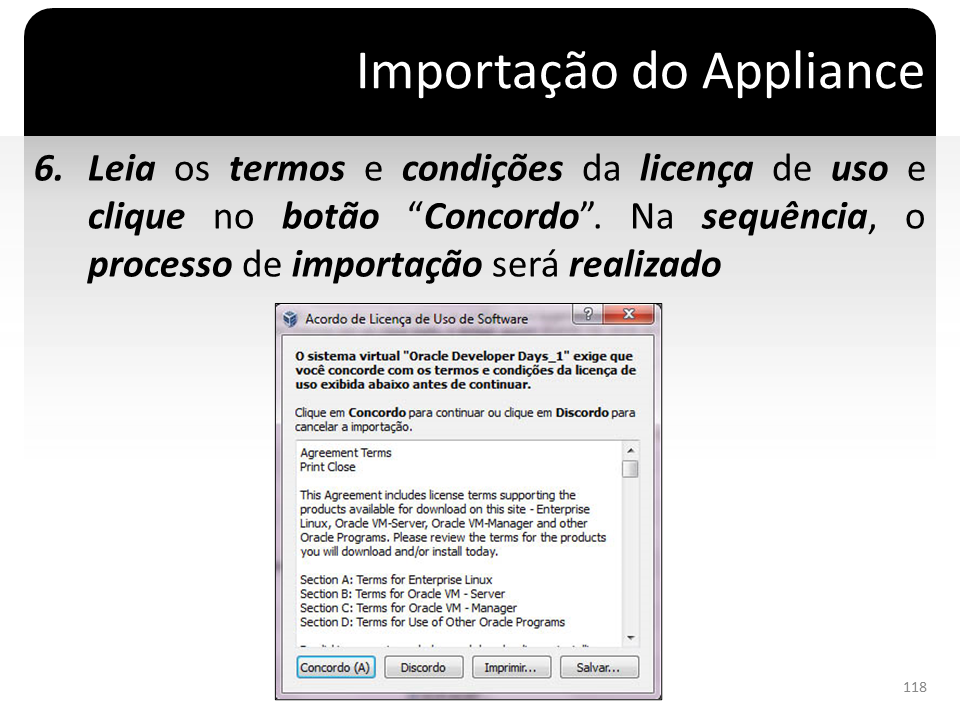 Importação do Appliance
6. Leia os termos e condições da licença de uso e
clique no botão “Concordo”. Na sequência, o
processo de importação será realizado
Acordo de Licença de Uso de Software
O sistema virtual "Oracle Developer Days_1" exige que
você concorde com os termos e condições da licença de
uso exibida abaixo antes de continuar.
Clique em Concordo para continuar ou clique em Discordo para
cancelar a importação.
Agreement Terms
Print Close
This Agreement includes license terms supporting the
products available for download on this site - Enterprise
Linux, Oracle VM-Server, Oracle VM-Manager and other
Oracle Programs. Please review the terms for the products
you will download and/or install today.
Section A: Terms for Enterprise Linux
Section B: Terms for Oracle VM - Server
Section C: Terms for Oracle VM - Manager
Section D: Terms for Use of Other Oracle Programs
Concordo (A)
Discordo
Imprimir...
Salvar...
118